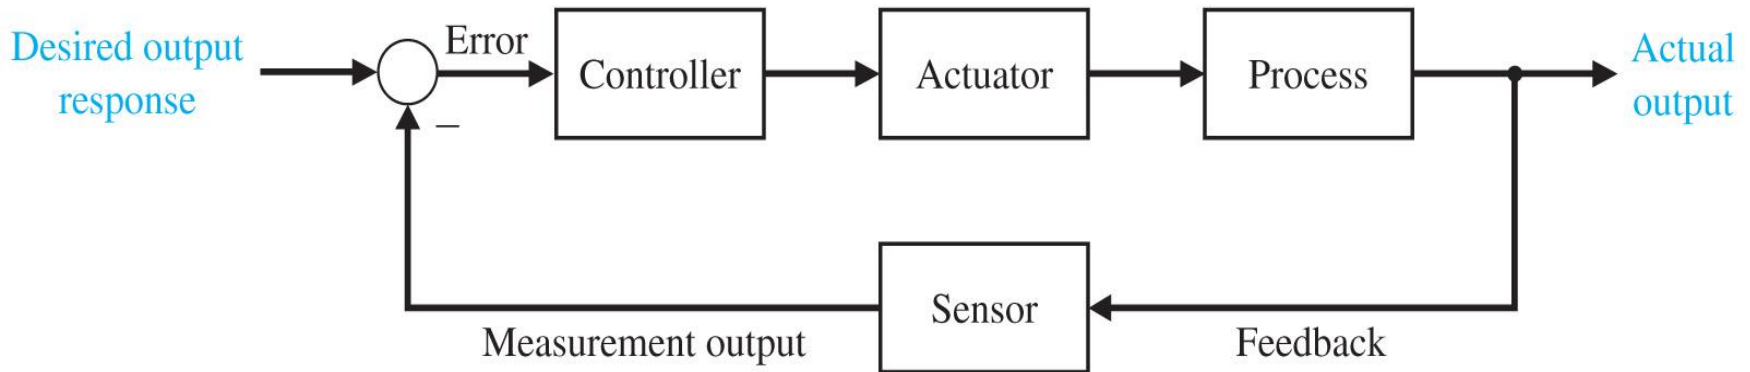 Desired output
response
Error
Controller
Actuator
Process
Actual
output
–
Sensor
Measurement output
Feedback